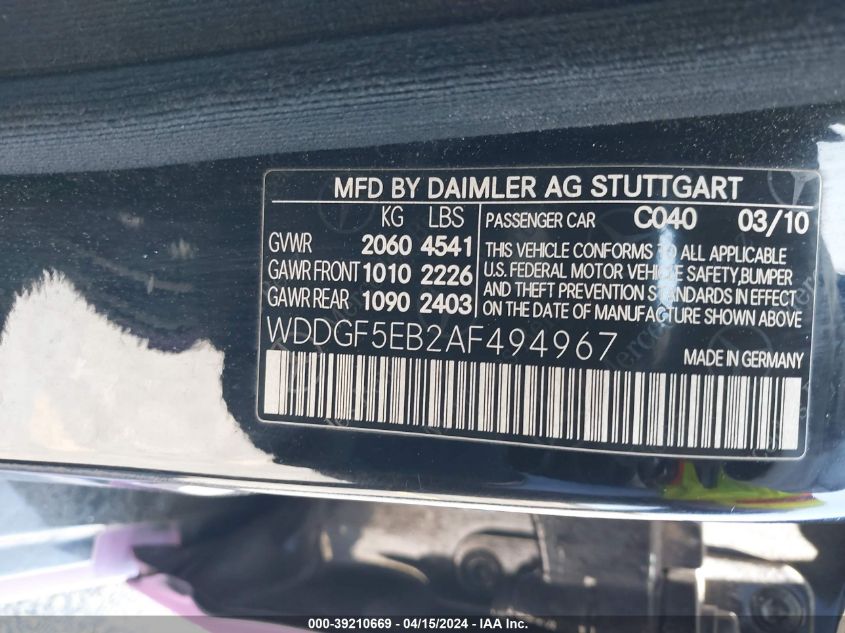 MFD BY DAIMLER AG STUTTGART
KG LBS
GVWR 2060 4541
GAWR FRONT 1010 2226
GAWR REAR 1090 2403
PASSENGER CAR C040 03/10
THIS VEHICLE CONFORMS TO ALL APPLICABLE
U.S. FEDERAL MOTOR VEHICLE SAFETY,BUMPER
AND THEFT PREVENTION STANDARDS IN EFFECT
ON THE DATE OF MANUFACTURE SHOWN ABOVE
WDDGF5EB2AF494967
MADE IN GERMANY
000-39210669 - 04/15/2024 - IAA Inc.